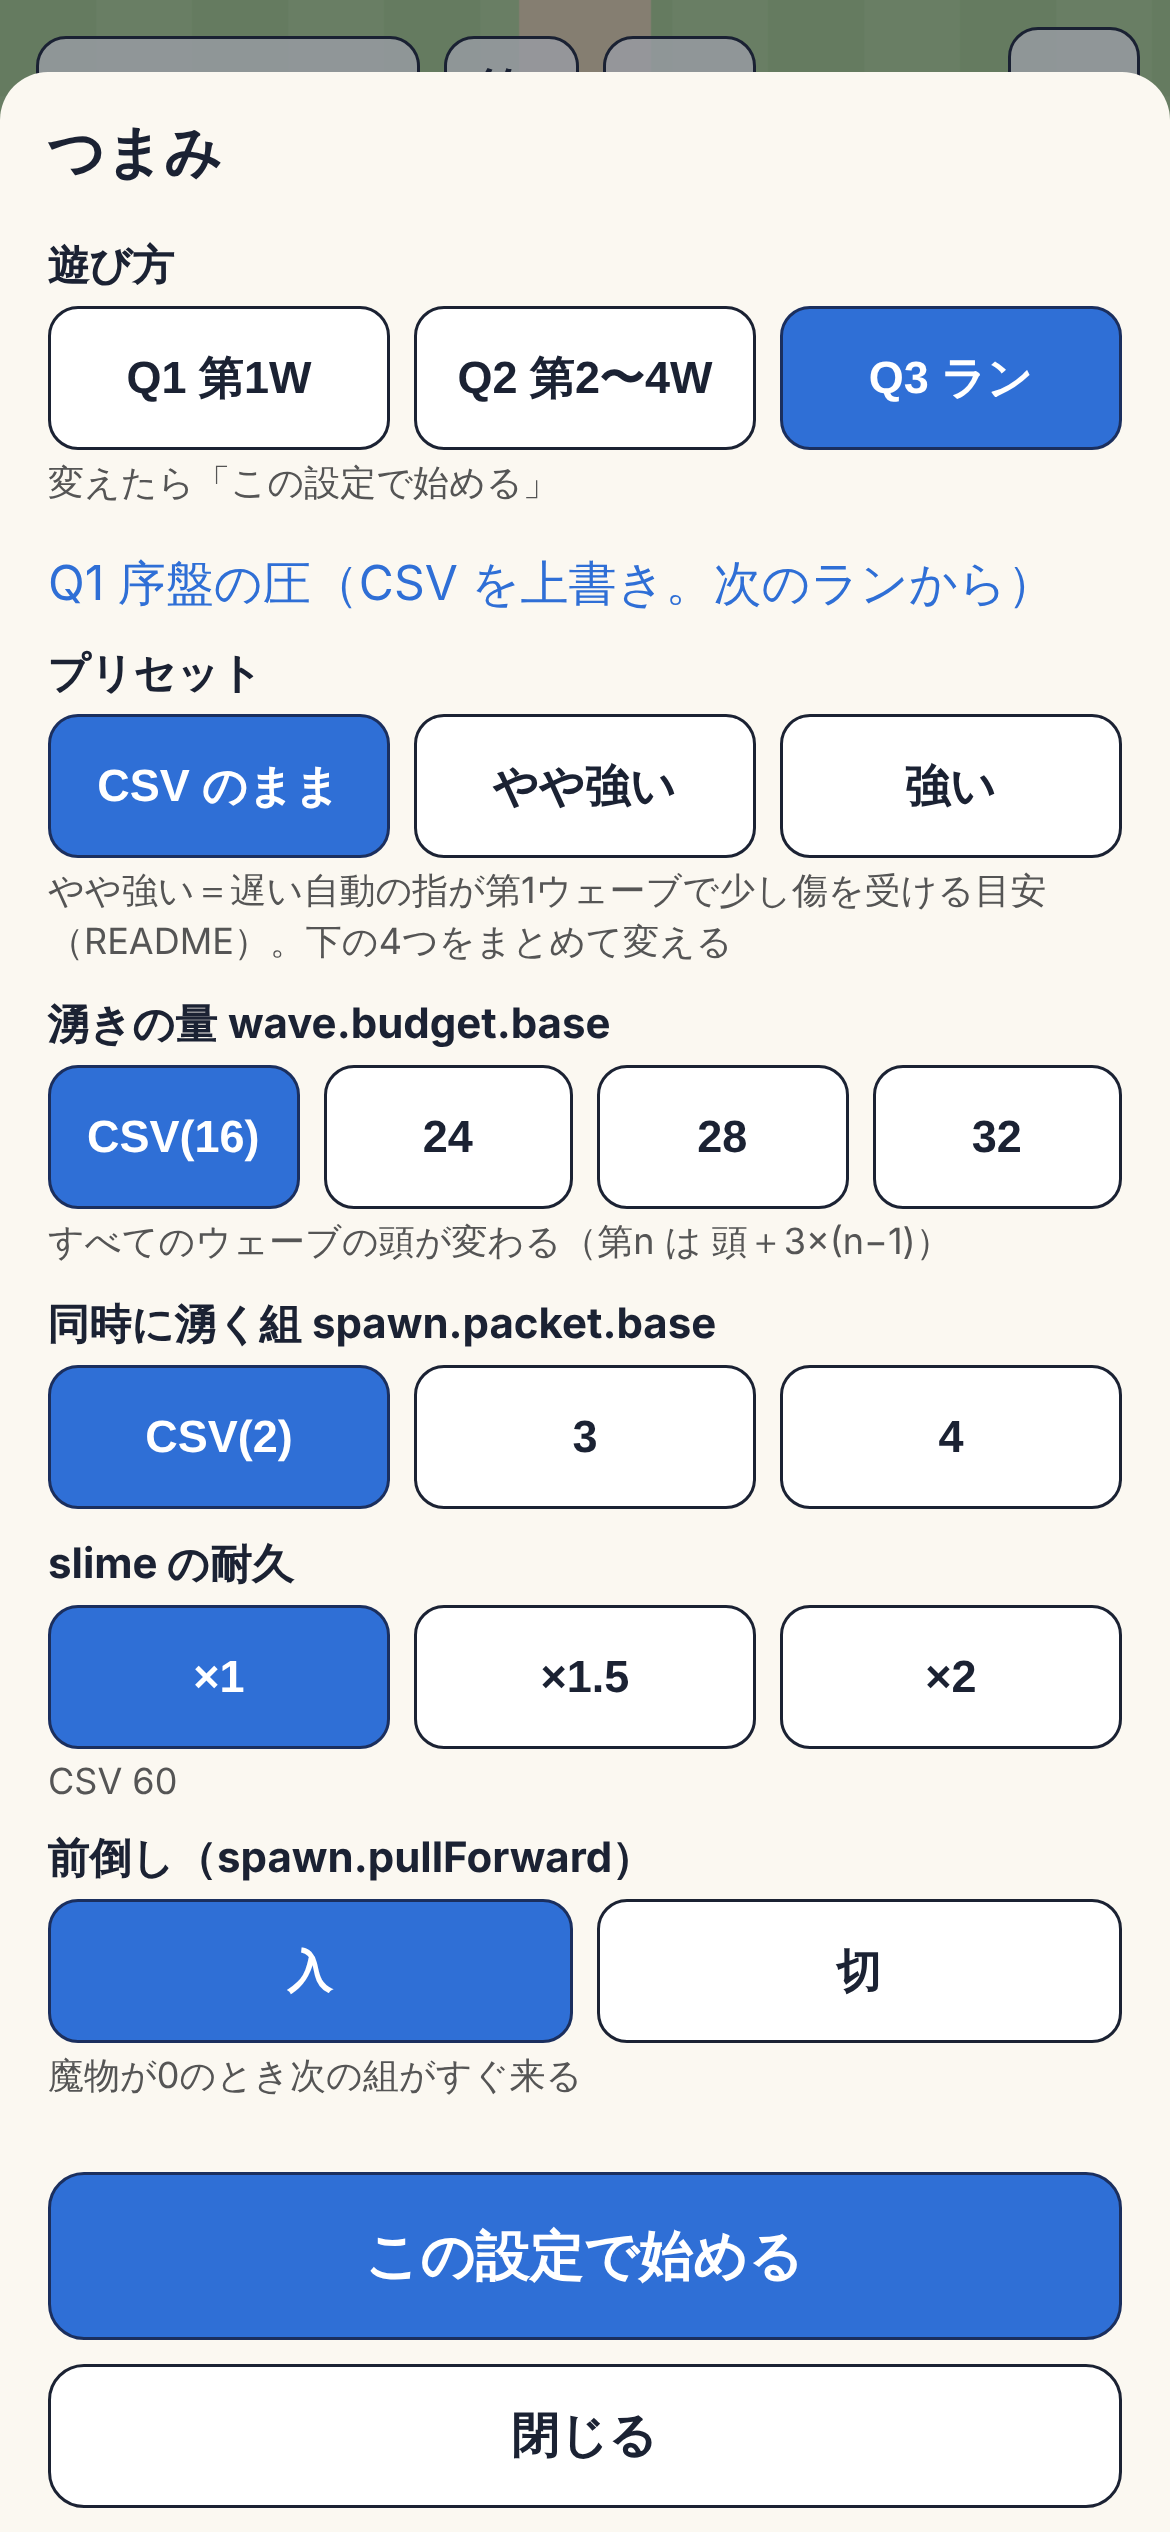 つまみ
遊び方
Q1 第1W
Q2 第2〜4W
Q3 ラン
変えたら「この設定で始める」
Q1 序盤の圧（CSV を上書き。次のランから）
プリセット
CSV のまま
やや強い
強い
やや強い＝遅い自動の指が第1ウェーブで少し傷を受ける目安
（README）。下の4つをまとめて変える
湧きの量 wave.budget.base
CSV(16)
24
28
32
すべてのウェーブの頭が変わる（第n は 頭＋3×(n−1)）
同時に湧く組 spawn.packet.base
CSV(2)
3
4
slime の耐久
×1
×1.5
×2
CSV 60
前倒し（spawn.pullForward）
入
切
魔物が0のとき次の組がすぐ来る
この設定で始める
閉じる